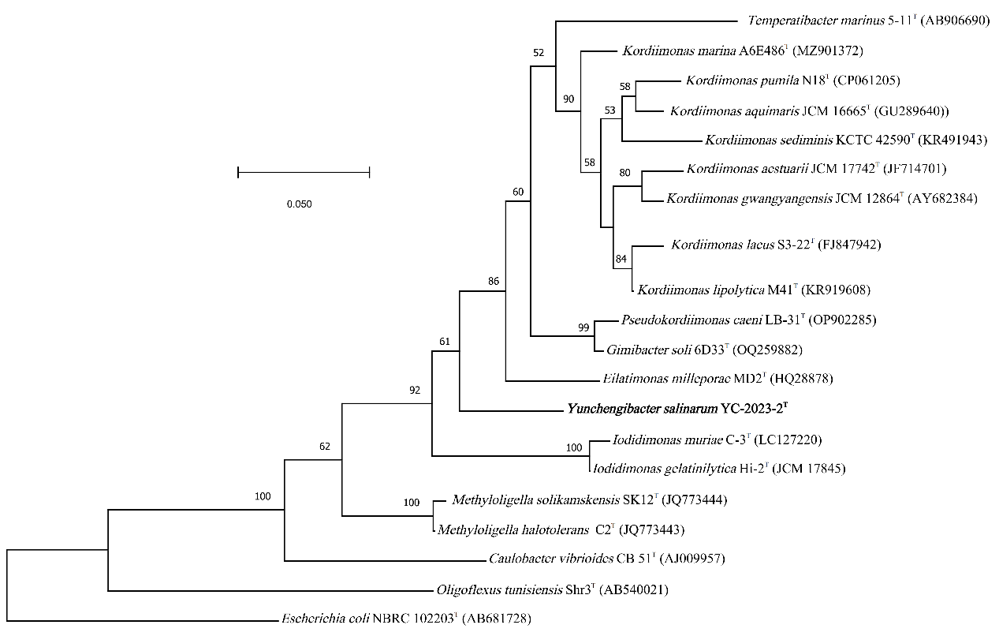 Temperatibacter marinus 5-11ᵀ (AB906690)
52
Kordiimonas marina A6E486ᵀ (MZ901372)
58
Kordiimonas pumila N18ᵀ (CP061205)
90
53
Kordiimonas aquimaris JCM 16665ᵀ (GU289640))
Kordiimonas sediminis KCTC 42590ᵀ (KR491943)
58
80
Kordiimonas aestuarii JCM 17742ᵀ (JF714701)
60
Kordiimonas gwangyangensis JCM 12864ᵀ (AY682384)
0.050
Kordiimonas lacus S3-22ᵀ (FJ847942)
84
86
Kordiimonas lipolytica M41ᵀ (KR919608)
Pseudokordiimonas caeni LB-31ᵀ (OP902285)
99
61
Gimibacter soli 6D33ᵀ (OQ259882)
Eilatimonas milleporae MD2ᵀ (HQ28878)
92
Yunchengibacter salinarum YC-2023-2ᵀ
Iodidimonas muriae C-3ᵀ (LC127220)
62
100
Iodidimonas gelatinilytica Hi-2ᵀ (JCM 17845)
100
100
Methyloligella solikamskensis SK12ᵀ (JQ773444)
Methyloligella halotolerans C2ᵀ (JQ773443)
Caulobacter vibrioides CB 51ᵀ (AJ009957)
Oligoflexus tunisiensis Shr3ᵀ (AB540021)
Escherichia coli NBRC 102203ᵀ (AB681728)